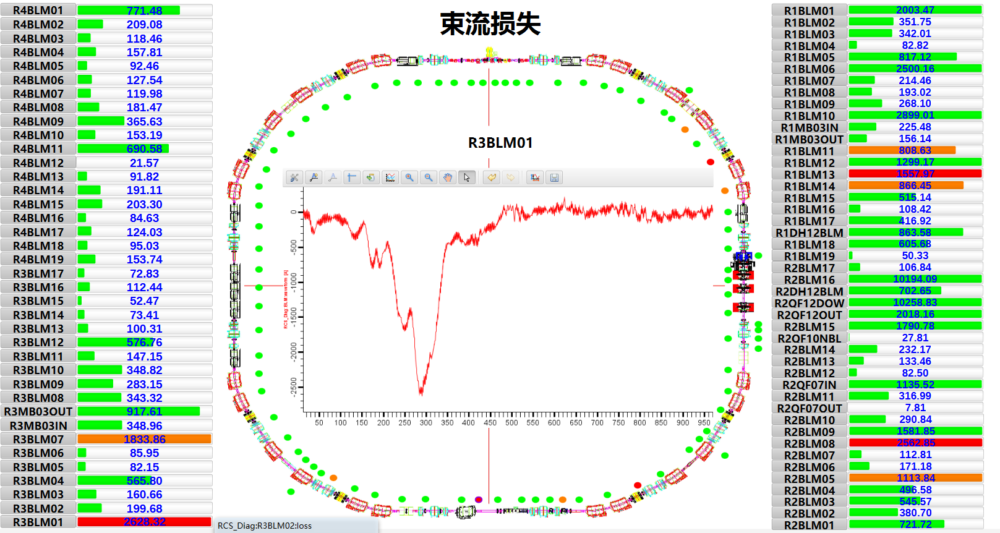 束流损失
R4BLM01 771.48
R4BLM02 209.08
R4BLM03 118.46
R4BLM04 157.81
R4BLM05 92.46
R4BLM06 127.54
R4BLM07 119.98
R4BLM08 181.47
R4BLM09 365.63
R4BLM10 153.19
R4BLM11 690.58
R4BLM12 21.57
R4BLM13 91.82
R4BLM14 191.11
R4BLM15 203.30
R4BLM16 84.63
R4BLM17 124.03
R4BLM18 95.03
R4BLM19 153.74
R3BLM17 72.83
R3BLM16 112.44
R3BLM15 52.47
R3BLM14 73.41
R3BLM13 100.31
R3BLM12 576.76
R3BLM11 147.15
R3BLM10 348.82
R3BLM09 283.15
R3BLM08 343.32
R3MB03OUT 917.61
R3MB03IN 348.96
R3BLM07 1833.86
R3BLM06 85.95
R3BLM05 82.15
R3BLM04 565.80
R3BLM03 160.66
R3BLM02 199.68
R3BLM01 2628.32
R3BLM01
RCS_Diag:BLM:waveform [A]
0
-500
-1000
-1500
-2000
-2500
50 100 150 200 250 300 350 400 450 500 550 600 650 700 750 800 850 900 950
RCS_Diag:R3BLM02:loss
R1BLM01 2003.47
R1BLM02 351.75
R1BLM03 342.01
R1BLM04 82.82
R1BLM05 817.12
R1BLM06 2500.16
R1BLM07 214.46
R1BLM08 193.02
R1BLM09 268.10
R1BLM10 2899.01
R1MB03IN 225.48
R1MB03OUT 156.14
R1BLM11 808.63
R1BLM12 1299.17
R1BLM13 1557.97
R1BLM14 866.45
R1BLM15 515.14
R1BLM16 108.42
R1BLM17 416.92
R1DH12BLM 863.58
R1BLM18 605.68
R1BLM19 50.33
R2BLM17 106.84
R2BLM16 10194.09
R2DH12BLM 702.65
R2QF12DOW 10258.83
R2QF12OUT 2018.16
R2BLM15 1790.78
R2QF10NBL 27.81
R2BLM14 232.17
R2BLM13 133.46
R2BLM12 82.50
R2QF07IN 1135.52
R2BLM11 316.99
R2QF07OUT 7.81
R2BLM10 290.84
R2BLM09 1581.85
R2BLM08 2562.85
R2BLM07 112.81
R2BLM06 171.18
R2BLM05 1113.84
R2BLM04 496.58
R2BLM03 545.57
R2BLM02 380.70
R2BLM01 721.72